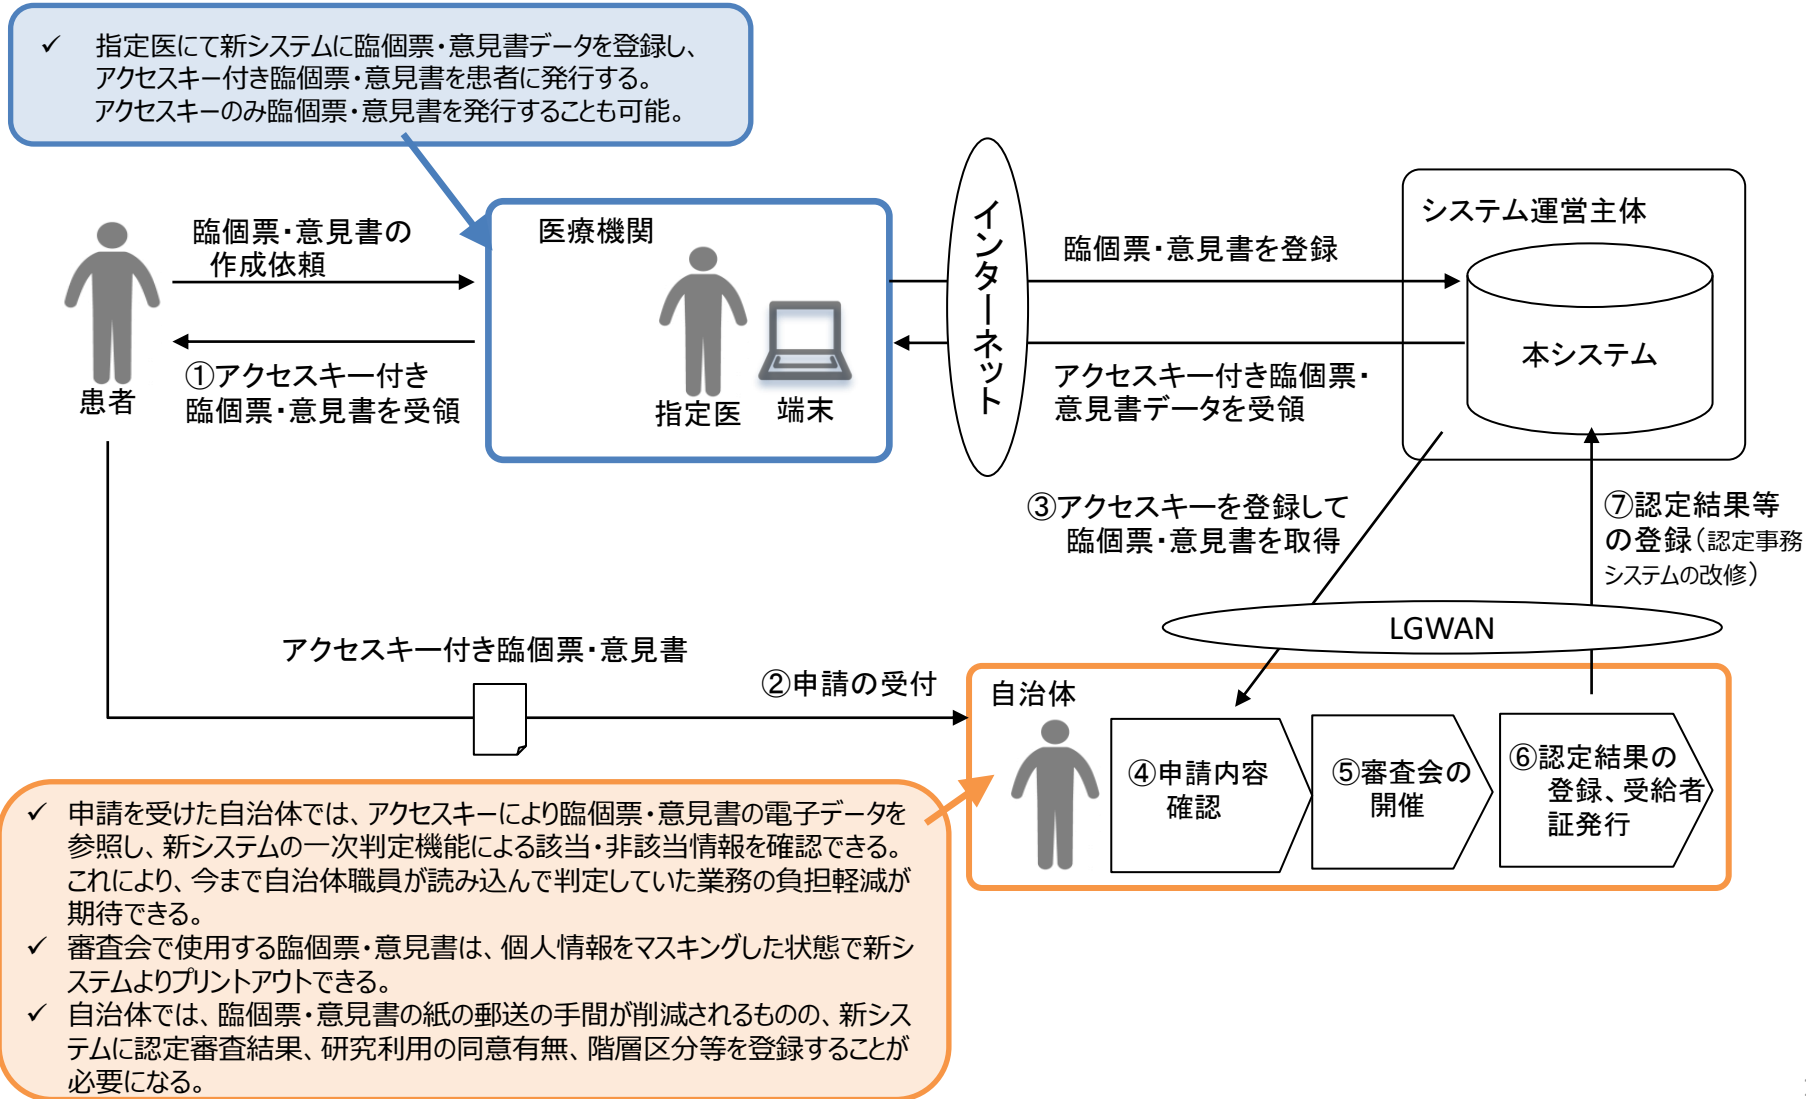 ✓ 指定医にて新システムに臨個票・意見書データを登録し、
アクセスキー付き臨個票・意見書を患者に発行する。
アクセスキーのみ臨個票・意見書を発行することも可能。
臨個票・意見書の
作成依頼
患者
①アクセスキー付き
臨個票・意見書を受領
医療機関
指定医
端末
インターネット
臨個票・意見書を登録
アクセスキー付き臨個票・
意見書データを受領
システム運営主体
本システム
③アクセスキーを登録して
臨個票・意見書を取得
⑦認定結果等
の登録(認定事務
システムの改修)
LGWAN
アクセスキー付き臨個票・意見書
②申請の受付
自治体
④申請内容
確認
⑤審査会の
開催
⑥認定結果の
登録、受給者
証発行
✓ 申請を受けた自治体では、アクセスキーにより臨個票・意見書の電子データを
参照し、新システムの一次判定機能による該当・非該当情報を確認できる。
これにより、今まで自治体職員が読み込んで判定していた業務の負担軽減が
期待できる。
✓ 審査会で使用する臨個票・意見書は、個人情報をマスキングした状態で新シ
ステムよりプリントアウトできる。
✓ 自治体では、臨個票・意見書の紙の郵送の手間が削減されるものの、新シス
テムに認定審査結果、研究利用の同意有無、階層区分等を登録することが
必要になる。